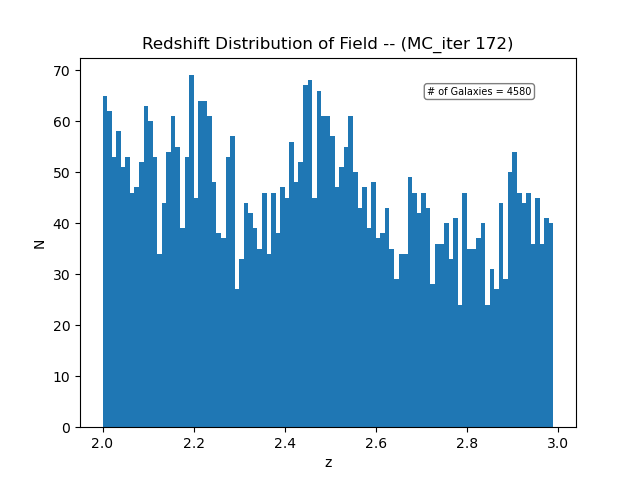 Redshift Distribution of Field -- (MC_iter 172)
# of Galaxies = 4580
N
70
60
50
40
30
20
10
0
2.0 2.2 2.4 2.6 2.8 3.0
z